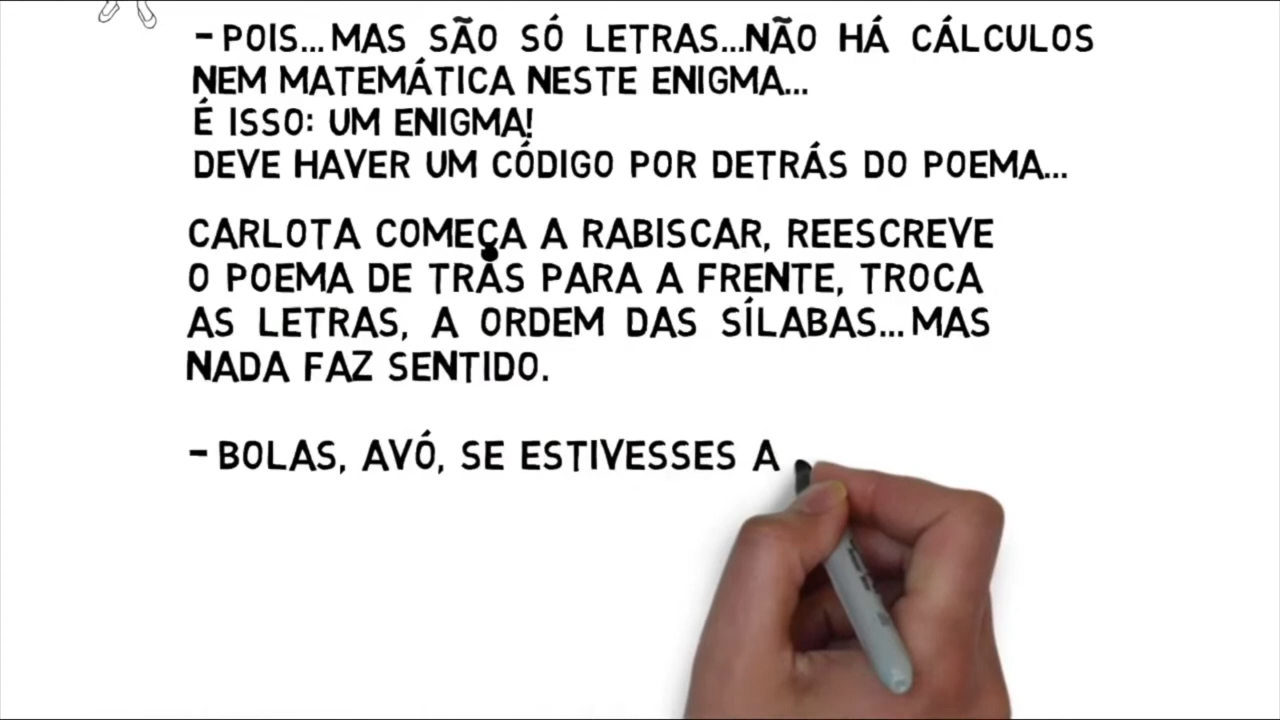 - POIS... MAS SÃO SÓ LETRAS...NÃO HÁ CÁLCULOS
NEM MATEMÁTICA NESTE ENIGMA...
É ISSO: UM ENIGMA!
DEVE HAVER UM CÓDIGO POR DETRÁS DO POEMA...
CARLOTA COMEÇA A RABISCAR, REESCREVE
O POEMA DE TRÁS PARA A FRENTE, TROCA
AS LETRAS, A ORDEM DAS SÍLABAS... MAS
NADA FAZ SENTIDO.
- BOLAS, AVÓ, SE ESTIVESSES A